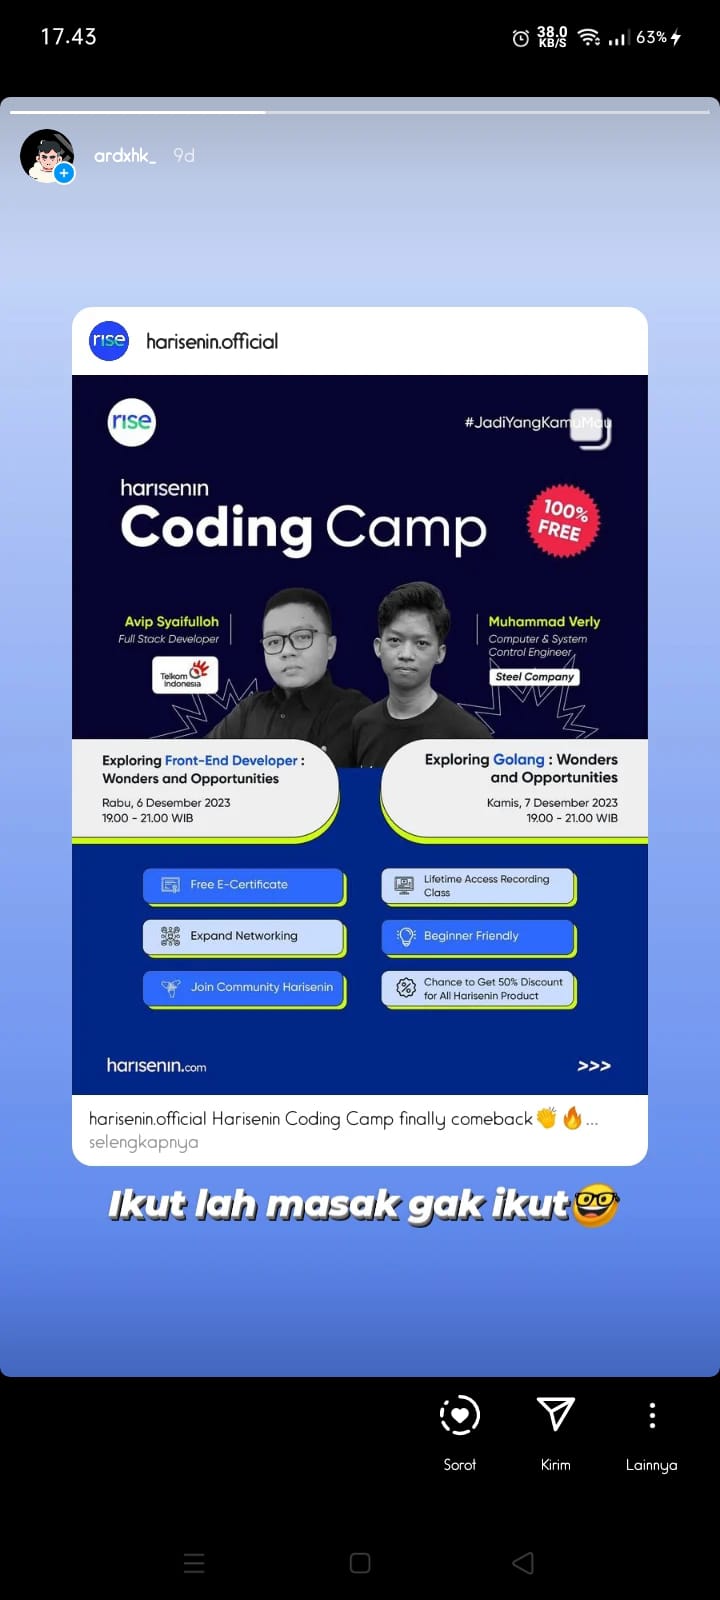 17.43
38.0
KB/S
63%
ardxhk_ 9d
rise
harisenin.official
rise
#JadiYangKamuMau
harisenin
Coding Camp
100%
FREE
Avip Syaifulloh
Full Stack Developer
Telkom
Indonesia
Muhammad Verly
Computer & System
Control Engineer
Steel Company
Exploring Front-End Developer :
Wonders and Opportunities
Rabu, 6 Desember 2023
19.00 - 21.00 WIB
Exploring Golang : Wonders
and Opportunities
Kamis, 7 Desember 2023
19.00 - 21.00 WIB
Free E-Certificate
Lifetime Access Recording
Class
Expand Networking
Beginner Friendly
Join Community Harisenin
Chance to Get 50% Discount
for All Harisenin Product
harisenin.com
>>>
harisenin.official Harisenin Coding Camp finally comeback👏🔥...
selengkapnya
Ikut lah masak gak ikut🤓
Sorot
Kirim
Lainnya